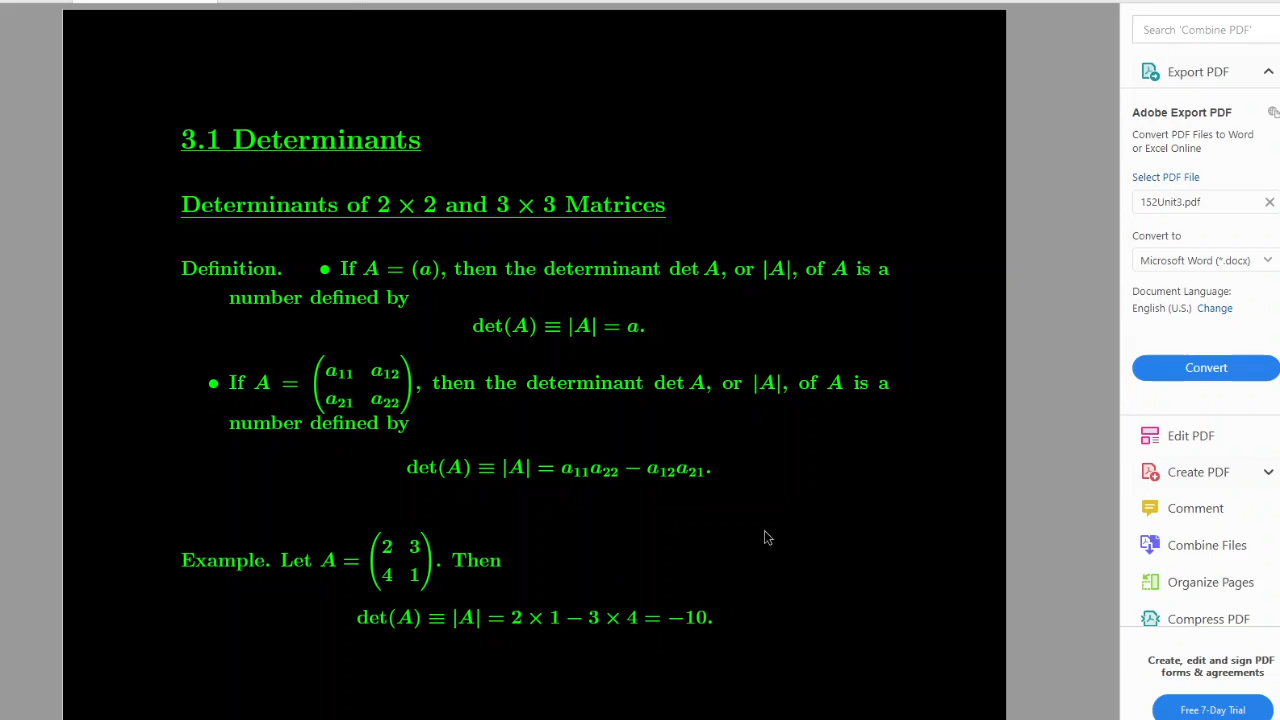 3.1 Determinants
Determinants of 2 × 2 and 3 × 3 Matrices
Definition. • If A = (a), then the determinant det A, or |A|, of A is a
number defined by
det(A) ≡ |A| = a.
• If A = (a₁₁ a₁₂
a₂₁ a₂₂), then the determinant det A, or |A|, of A is a
number defined by
det(A) ≡ |A| = a₁₁a₂₂ − a₁₂a₂₁.
Example. Let A = (2 3
4 1). Then
det(A) ≡ |A| = 2 × 1 − 3 × 4 = −10.
Search 'Combine PDF'
Export PDF
Adobe Export PDF
Convert PDF Files to Word
or Excel Online
Select PDF File
152Unit3.pdf
Convert to
Microsoft Word (*.docx)
Document Language:
English (U.S.) Change
Convert
Edit PDF
Create PDF
Comment
Combine Files
Organize Pages
Compress PDF
Create, edit and sign PDF
forms & agreements
Free 7-Day Trial